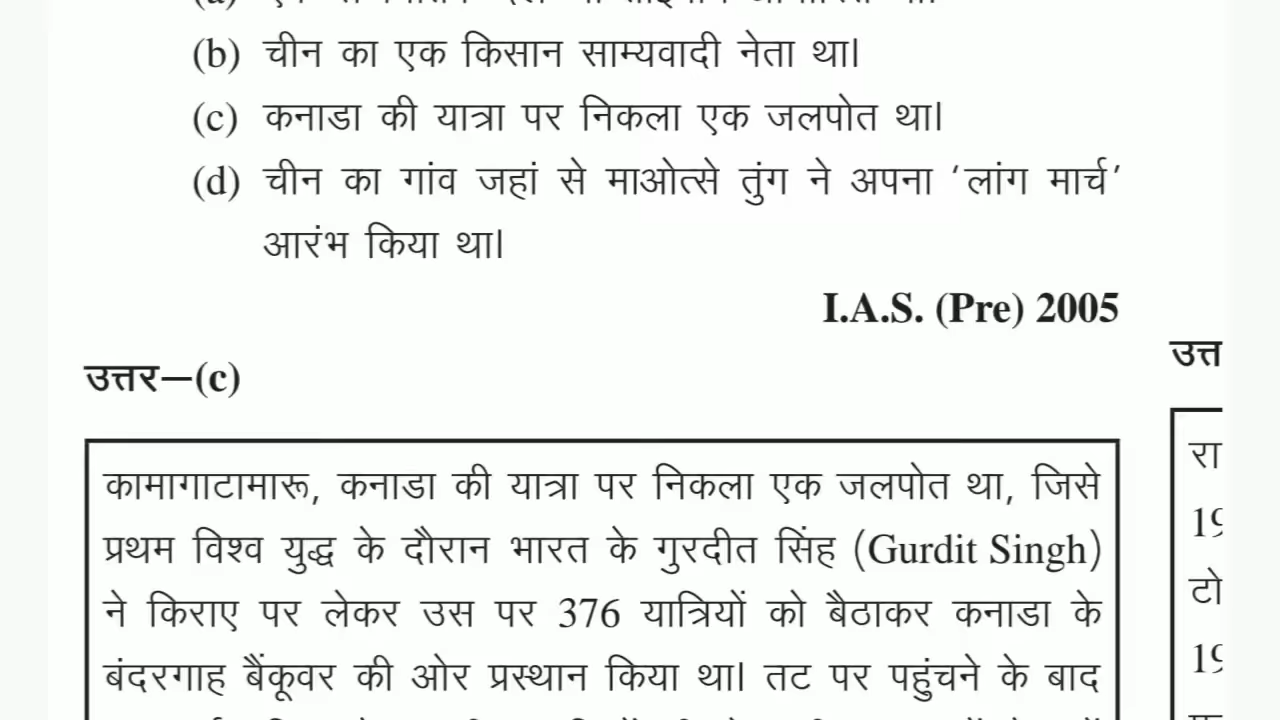 (b) चीन का एक किसान साम्यवादी नेता था।
(c) कनाडा की यात्रा पर निकला एक जलपोत था।
(d) चीन का गांव जहां से माओत्से तुंग ने अपना ‘लांग मार्च’
आरंभ किया था।
I.A.S. (Pre) 2005
उत्तर—(c)
कामागाटामारू, कनाडा की यात्रा पर निकला एक जलपोत था, जिसे
प्रथम विश्व युद्ध के दौरान भारत के गुरदीत सिंह (Gurdit Singh)
ने किराए पर लेकर उस पर 376 यात्रियों को बैठाकर कनाडा के
बंदरगाह बैंकूवर की ओर प्रस्थान किया था। तट पर पहुंचने के बाद
उत्त
रा
19
टो
19